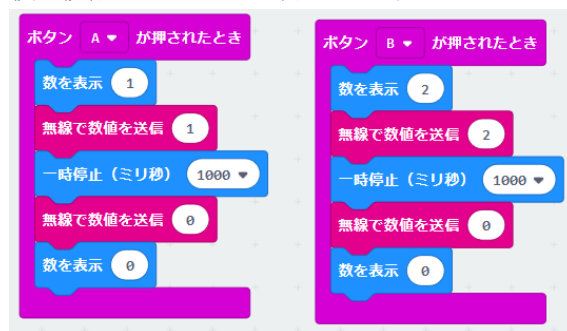 ボタン A が押されたとき
数を表示 1
無線で数値を送信 1
一時停止（ミリ秒） 1000
無線で数値を送信 0
数を表示 0
ボタン B が押されたとき
数を表示 2
無線で数値を送信 2
一時停止（ミリ秒） 1000
無線で数値を送信 0
数を表示 0